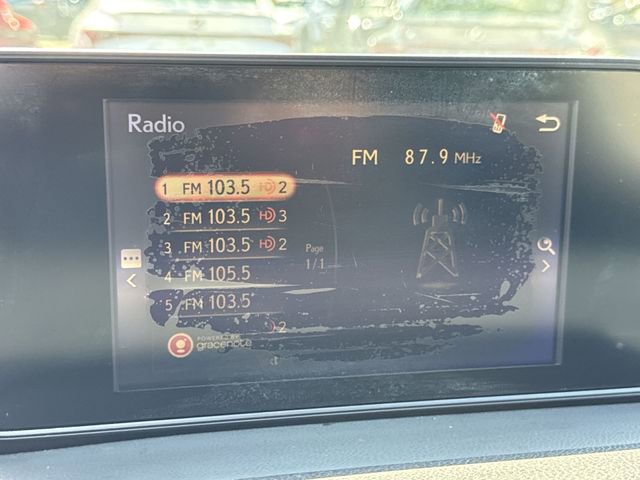 Radio
FM 87.9 MHz
1 FM 103.5 HD 2
2 FM 103.5 HD 3
3 FM 103.5 HD 2
Page
1/1
4 FM 105.5
5 FM 103.5
2
POWERED BY
gracenote